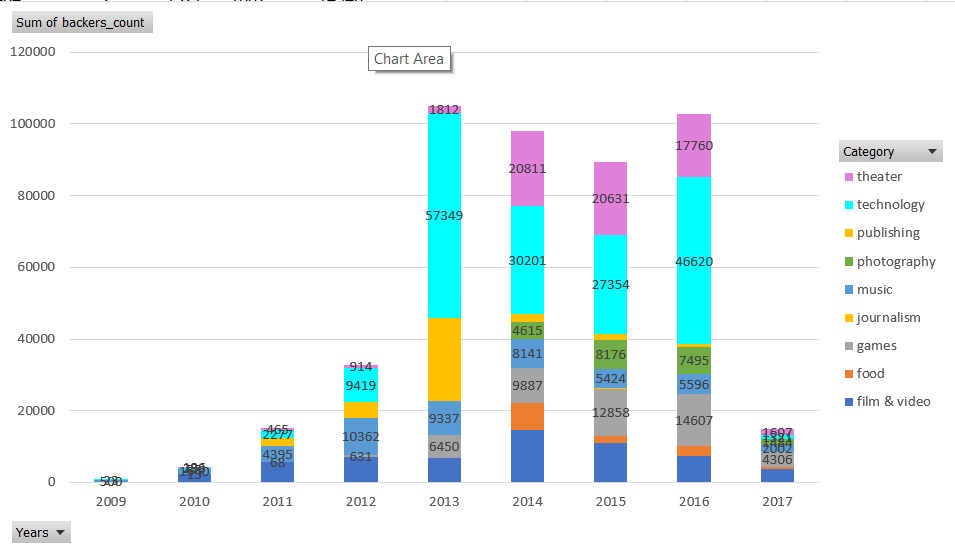 Sum of backers_count
120000
Chart Area
100000
80000
60000
40000
20000
0
1812
57349
9337
6450
20811
30201
4615
8141
9887
20631
27354
8176
5424
12858
17760
46620
7495
5596
14607
914
9419
10362
631
465
2277
4395
68
186
13
23
1607
2002
4306
2009 2010 2011 2012 2013 2014 2015 2016 2017
Category
theater
technology
publishing
photography
music
journalism
games
food
film & video
Years